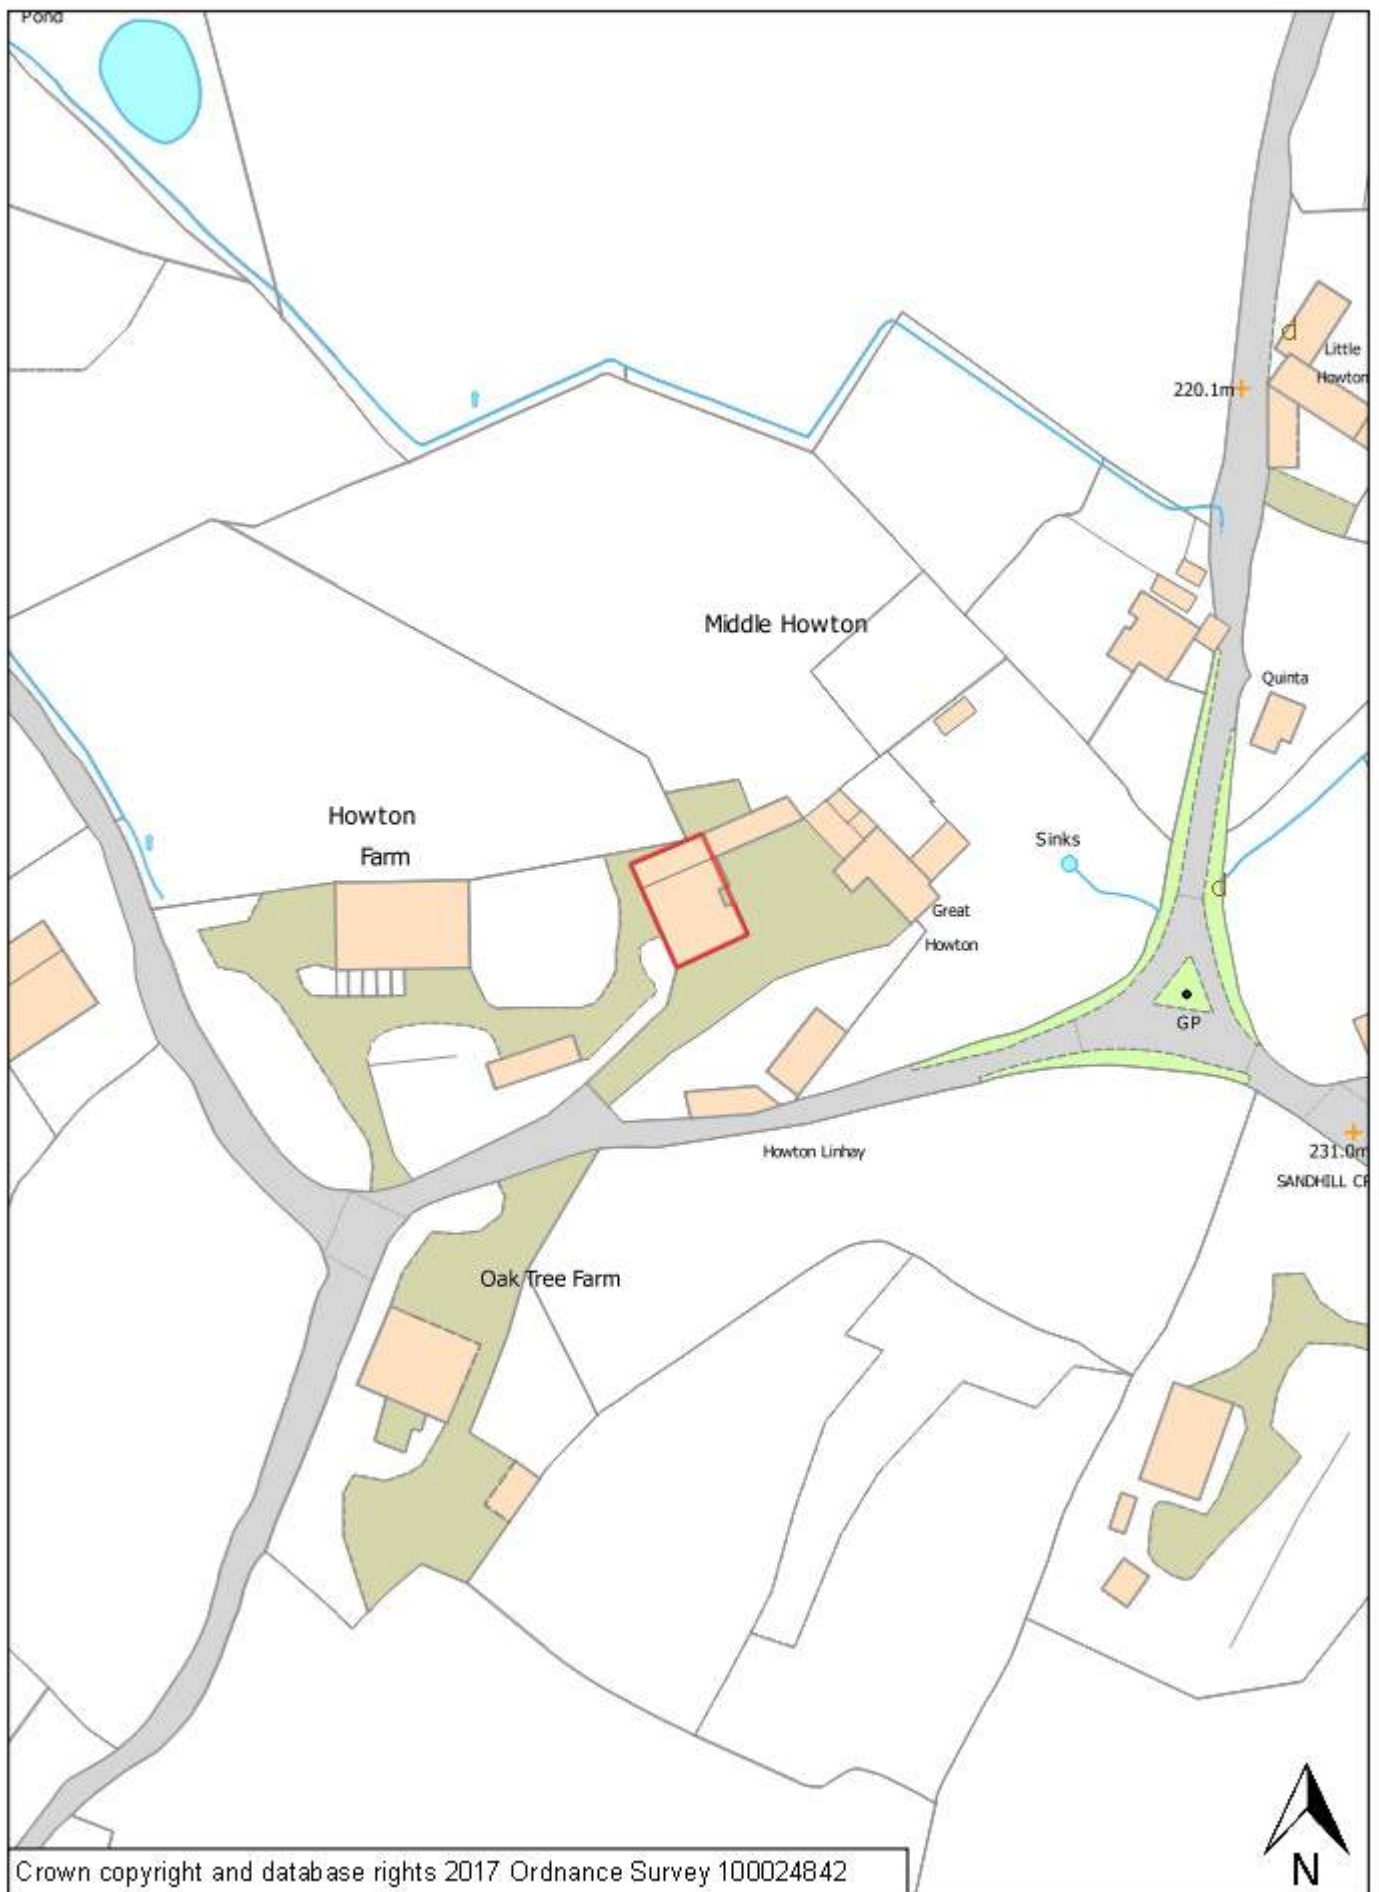 Pond
Little
Howton
220.1m
Middle Howton
Quinta
Howton
Farm
Sinks
Great
Howton
GP
Howton Linhay
231.0m
SANDHILL CR
Oak Tree Farm
N
Crown copyright and database rights 2017 Ordnance Survey 100024842